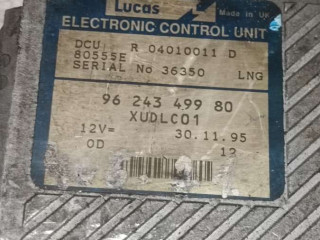 Lucas
Made in UK
ELECTRONIC CONTROL UNIT
DCU R 04010011 D
80555E
SERIAL No 36350 LNG
96 243 499 80
XUDLC01
12V= 30.11.95
OD 12